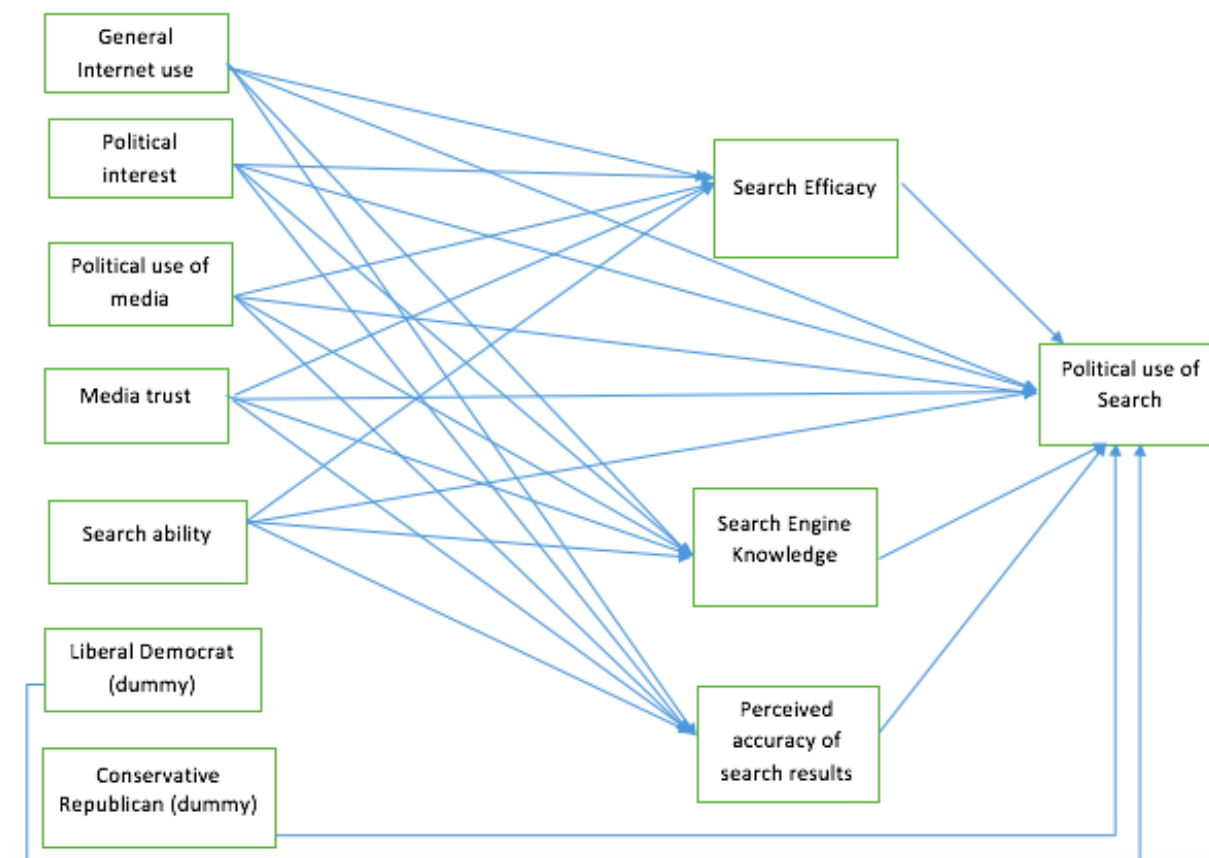 General
Internet use
Political
interest
Political use of
media
Media trust
Search ability
Liberal Democrat
(dummy)
Conservative
Republican (dummy)
Search Efficacy
Search Engine
Knowledge
Perceived
accuracy of
search results
Political use of
Search